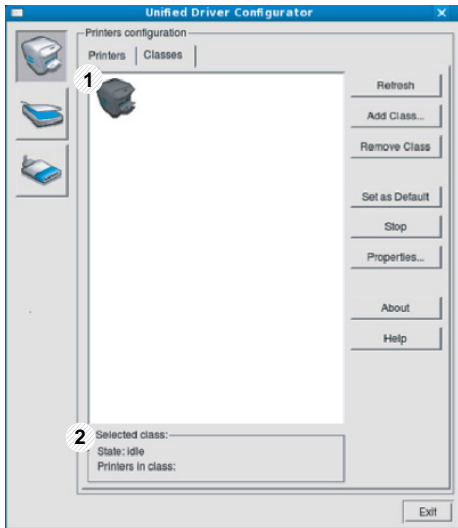 Unified Driver Configurator
Printers configuration
Printers
Classes
1
Refresh
Add Class...
Remove Class
Set as Default
Stop
Properties...
About
Help
2
Selected class:
State: idle
Printers in class:
Exit